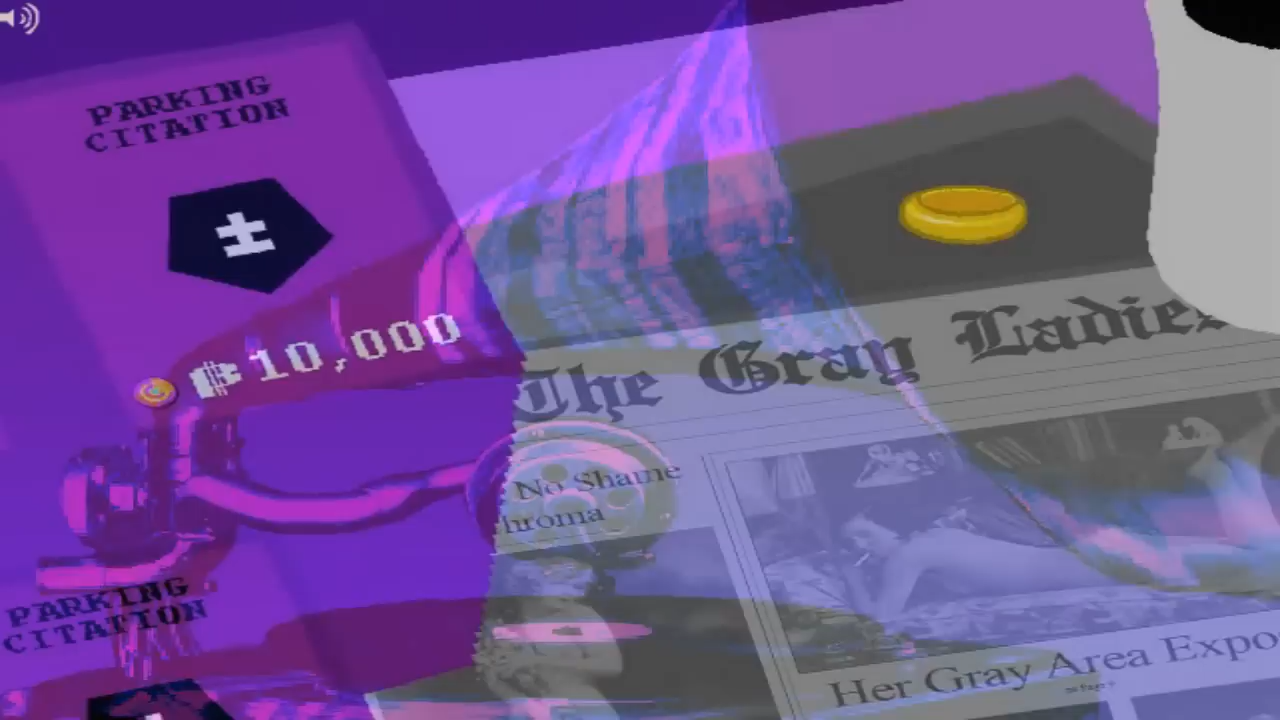 PARKING
CITATION
±
10,000
The Gray Ladies
No Shame
hroma
PARKING
CITATION
Her Gray Area Expo